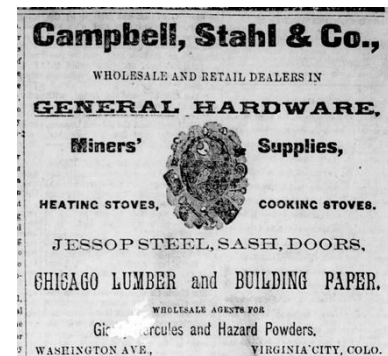 Campbell, Stahl & Co.,
WHOLESALE AND RETAIL DEALERS IN
GENERAL HARDWARE,
Miners' Supplies,
HEATING STOVES, COOKING STOVES.
JESSOP STEEL, SASH, DOORS,
CHICAGO LUMBER and BUILDING PAPER.
WHOLESALE AGENTS FOR
and Hazard Powders.
WASHINGTON AVE., VIRGINIA CITY, COLO.